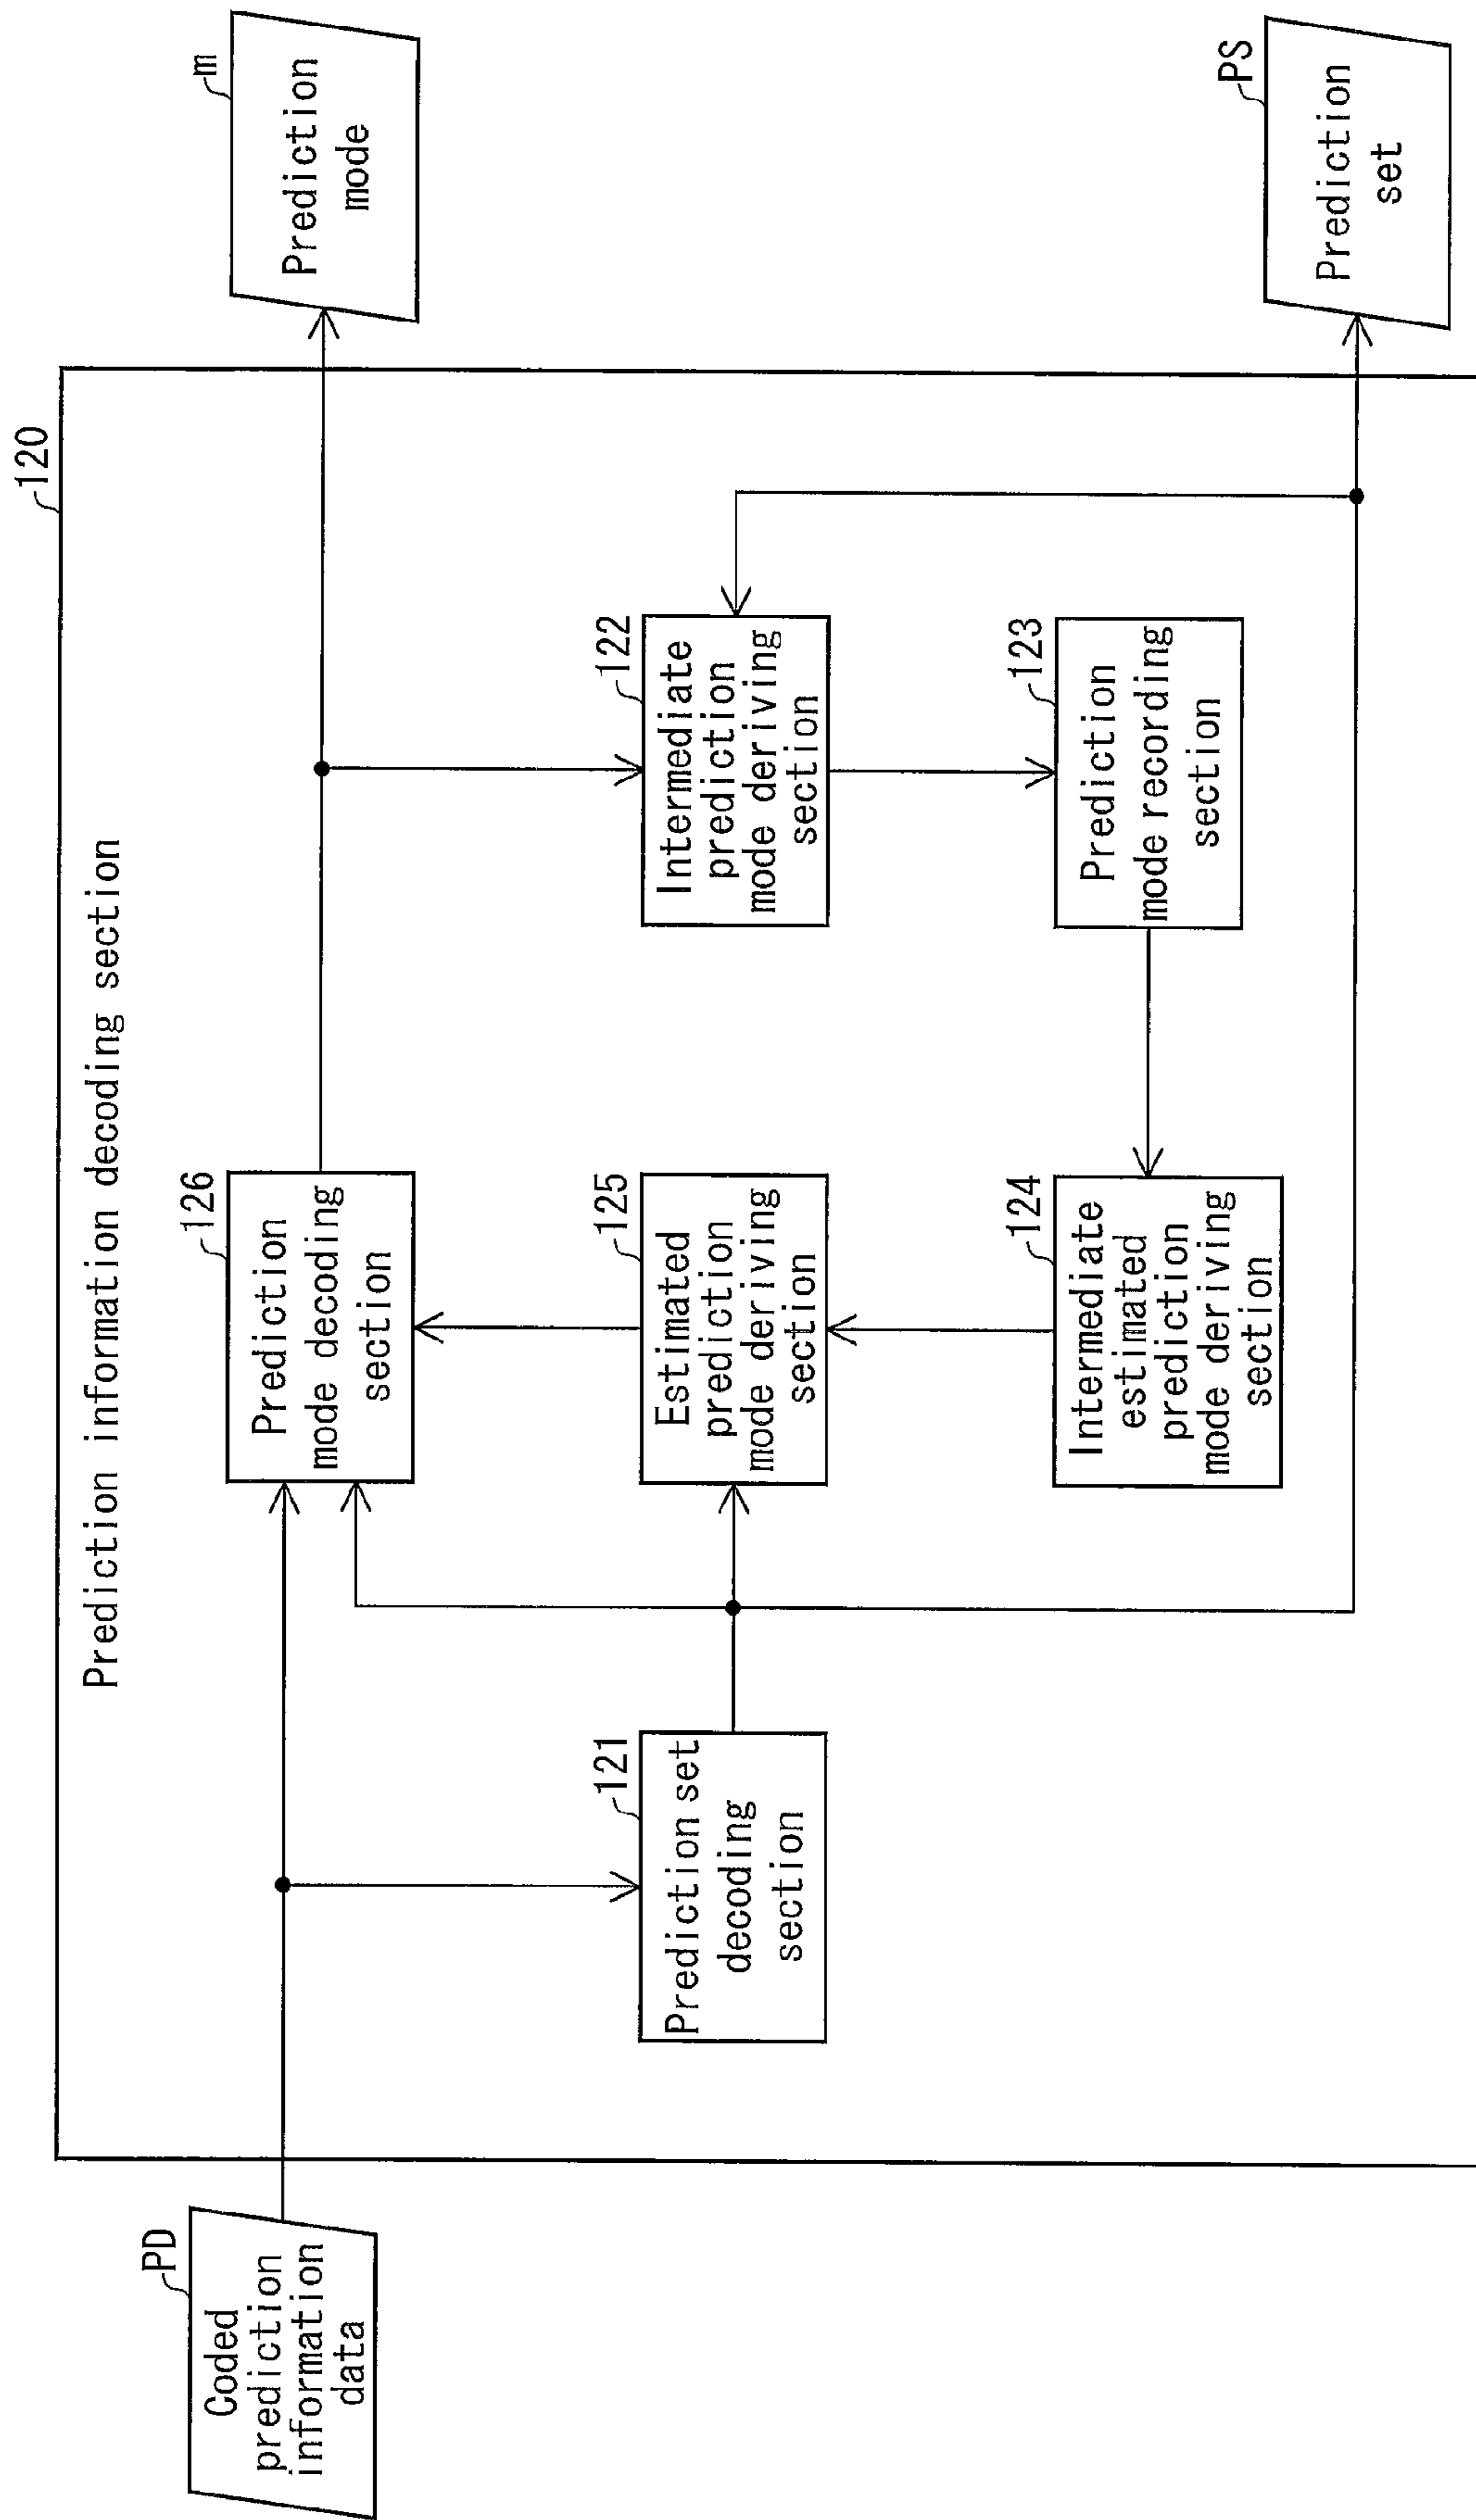 120
Prediction information decoding section
PD
Coded
prediction
information
data
126
Prediction
mode decoding
section
m
Prediction
mode
121
Prediction set
decoding
section
125
Estimated
prediction
mode deriving
section
122
Intermediate
prediction
mode deriving
section
124
Intermediate
estimated
prediction
mode deriving
section
123
Prediction
mode recording
section
PS
Prediction
set